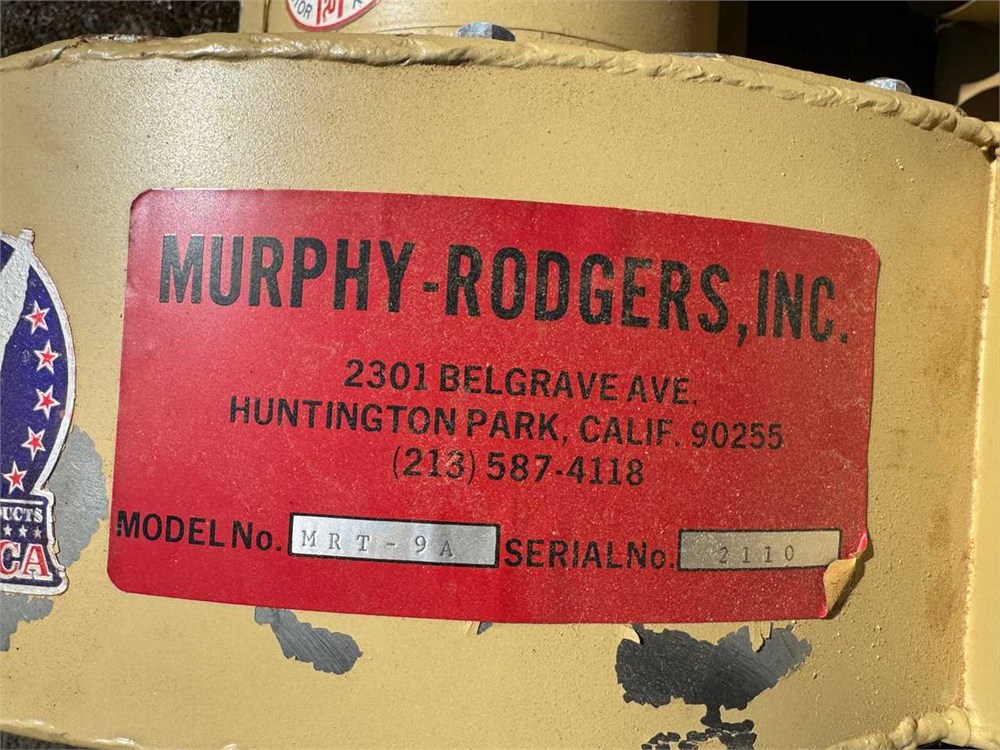 MURPHY-RODGERS, INC.
2301 BELGRAVE AVE.
HUNTINGTON PARK, CALIF. 90255
(213) 587-4118
MODEL No. MRT-9A SERIAL No. 2110